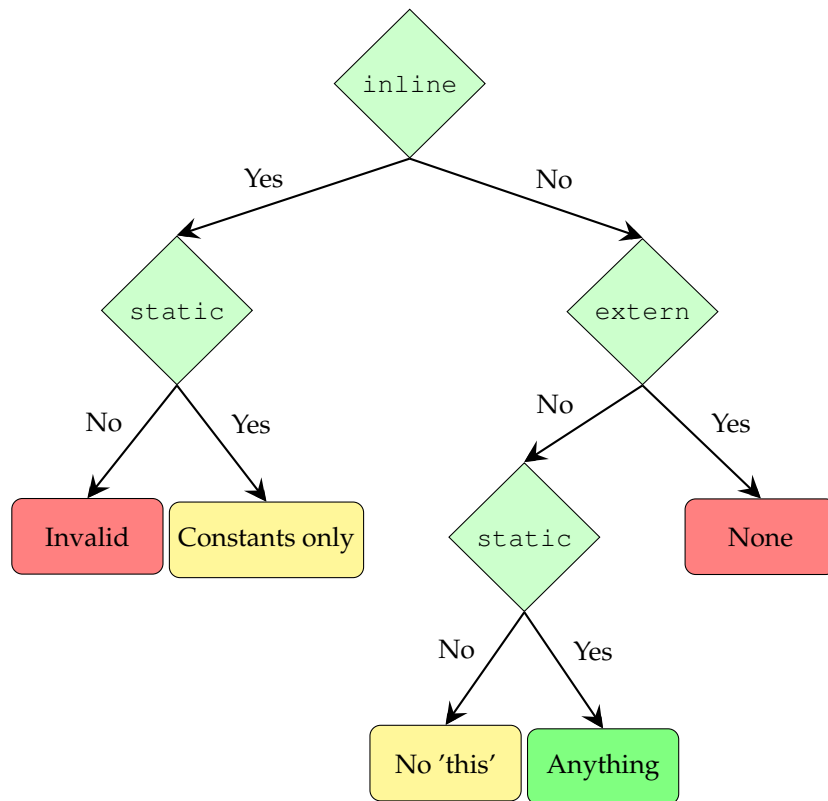 inline
Yes
No
static
extern
No
Yes
No
Yes
Invalid
Constants only
static
None
No
Yes
No ’this’
Anything